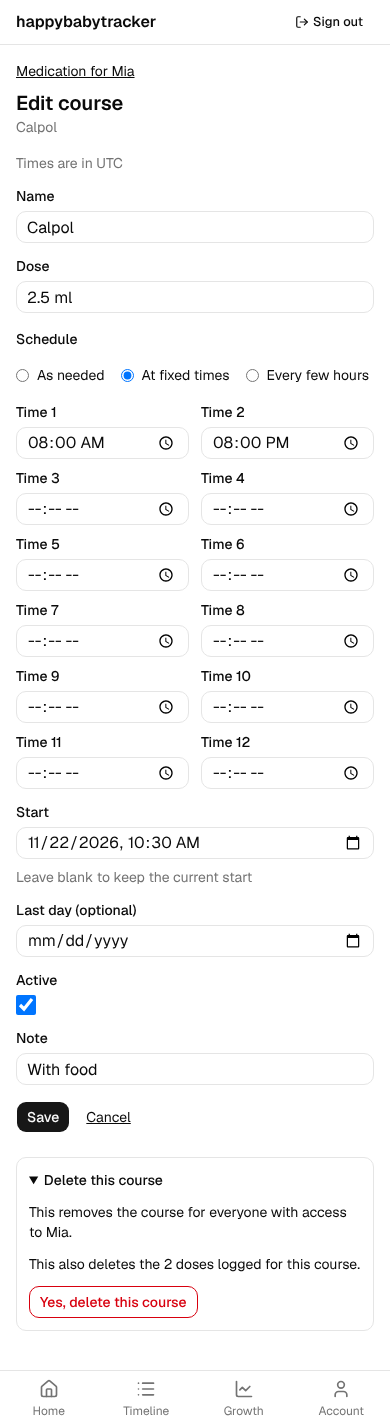 happybabytracker
Sign out
Medication for Mia
Edit course
Calpol
Times are in UTC
Name
Calpol
Dose
2.5 ml
Schedule
As needed
At fixed times
Every few hours
Time 1
Time 2
08:00 AM
08:00 PM
Time 3
Time 4
--:-- --
--:-- --
Time 5
Time 6
--:-- --
--:-- --
Time 7
Time 8
--:-- --
--:-- --
Time 9
Time 10
--:-- --
--:-- --
Time 11
Time 12
--:-- --
--:-- --
Start
11/22/2026, 10:30 AM
Leave blank to keep the current start
Last day (optional)
mm/dd/yyyy
Active
Note
With food
Save
Cancel
Delete this course
This removes the course for everyone with access
to Mia.
This also deletes the 2 doses logged for this course.
Yes, delete this course
Home
Timeline
Growth
Account